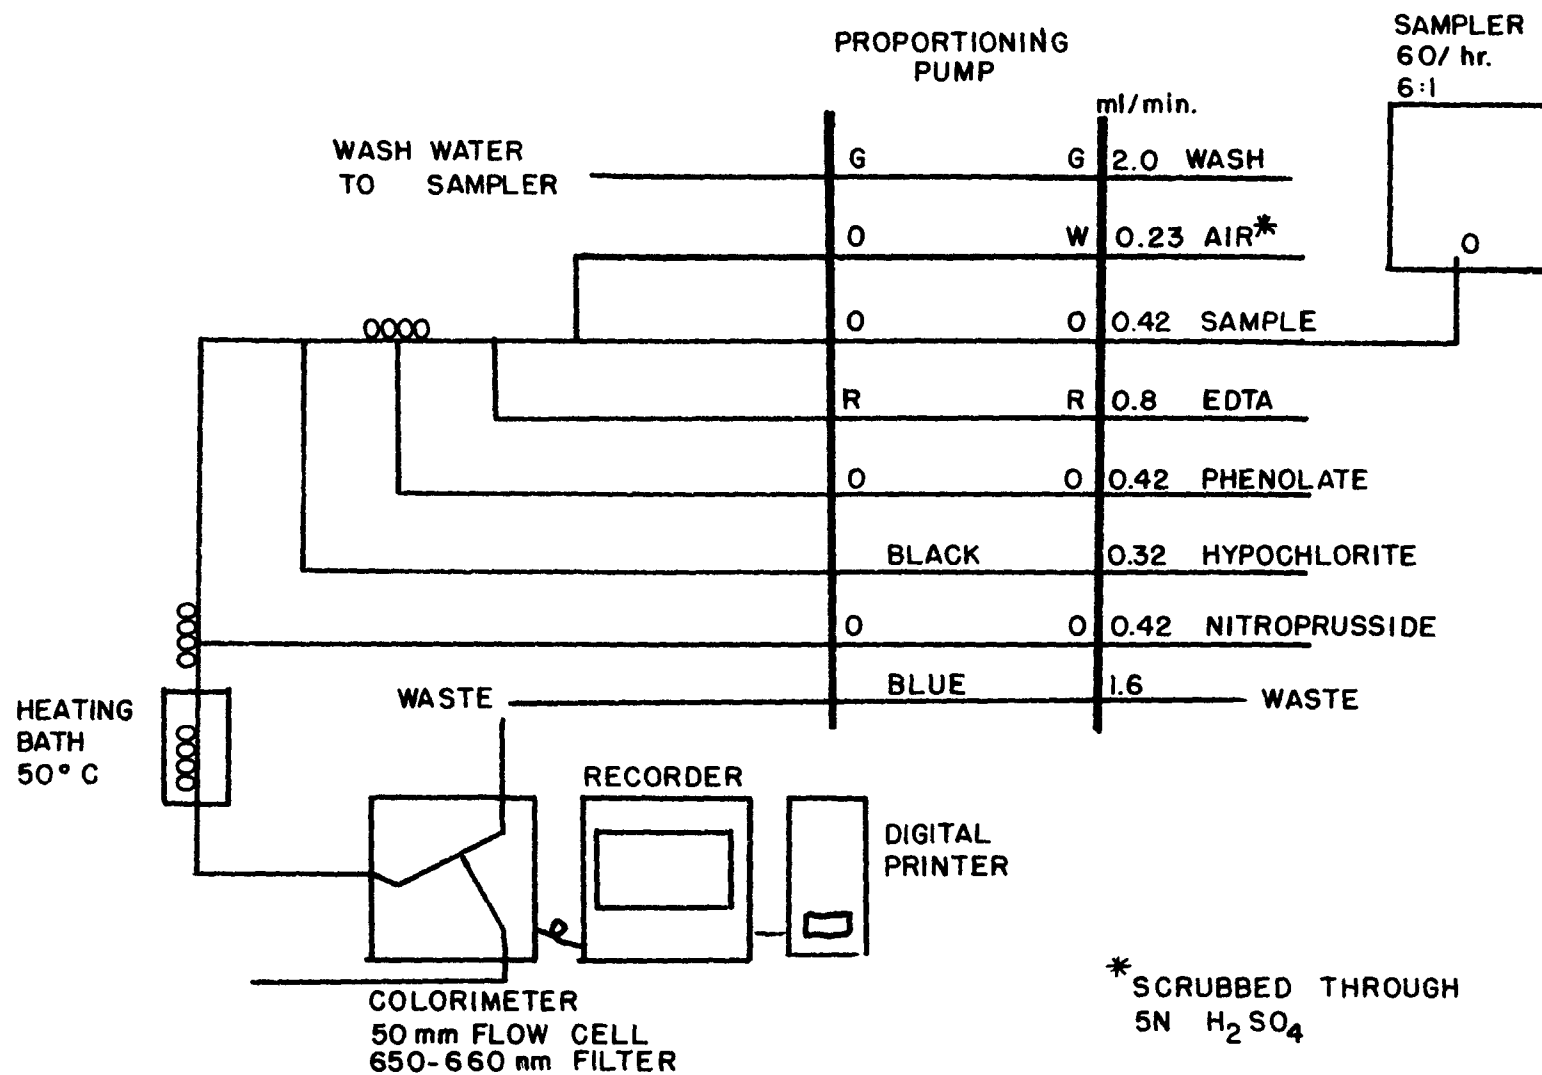 SAMPLER
60/ hr.
6:1
PROPORTIONING
PUMP
ml/min.
WASH WATER
TO SAMPLER
G G 2.0 WASH
O W 0.23 AIR*
O
O O 0.42 SAMPLE
R R 0.8 EDTA
O O 0.42 PHENOLATE
BLACK 0.32 HYPOCHLORITE
O O 0.42 NITROPRUSSIDE
WASTE BLUE 1.6 WASTE
HEATING
BATH
50° C
RECORDER
DIGITAL
PRINTER
COLORIMETER
50 mm FLOW CELL
650-660 nm FILTER
*SCRUBBED THROUGH
5N H2SO4